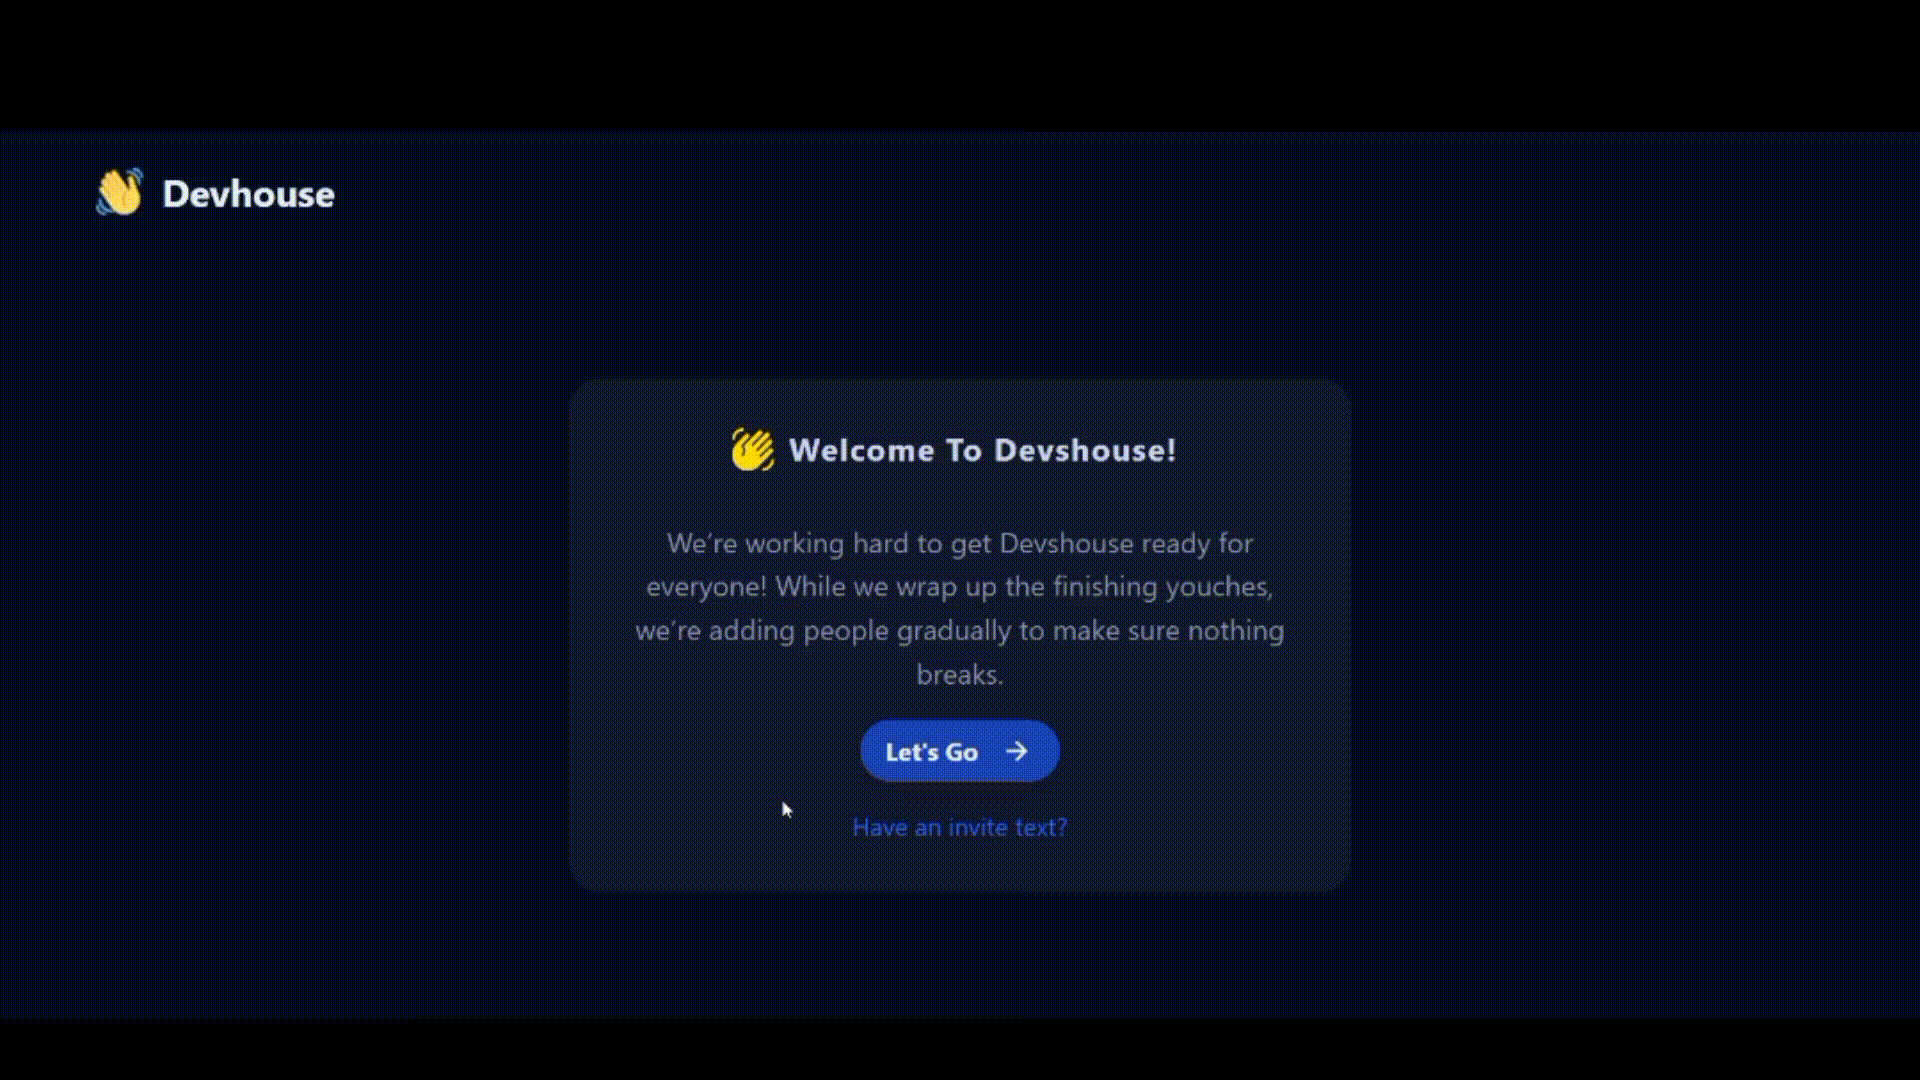 Devhouse
Welcome To Devshouse!
We’re working hard to get Devshouse ready for
everyone! While we wrap up the finishing youches,
we’re adding people gradually to make sure nothing
breaks.
Let's Go
Have an invite text?